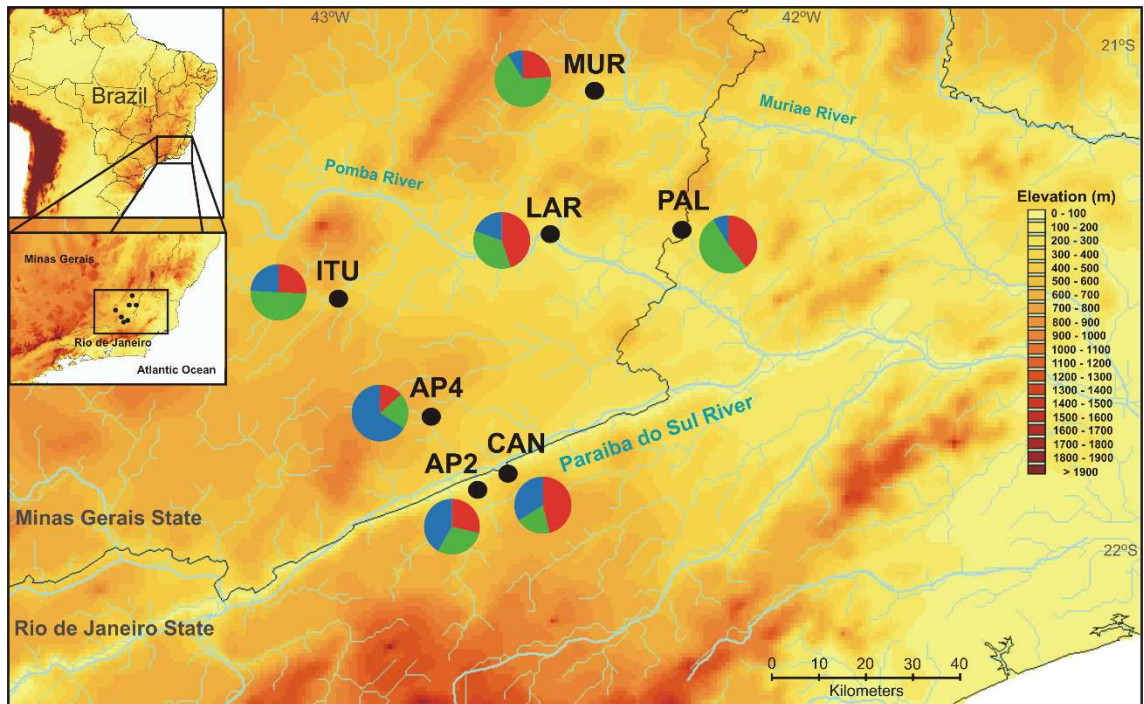 43ºW
42ºW
21ºS
Brazil
MUR
Muriae River
Pomba River
Elevation (m)
0 - 100
100 - 200
200 - 300
300 - 400
400 - 500
500 - 600
600 - 700
700 - 800
800 - 900
900 - 1000
1000 - 1100
1100 - 1200
1200 - 1300
1300 - 1400
1400 - 1500
1500 - 1600
1600 - 1700
1700 - 1800
1800 - 1900
> 1900
LAR
PAL
Minas Gerais
ITU
Rio de Janeiro
Atlantic Ocean
AP4
CAN
Paraiba do Sul River
AP2
Minas Gerais State
22ºS
Rio de Janeiro State
0 10 20 30 40
Kilometers